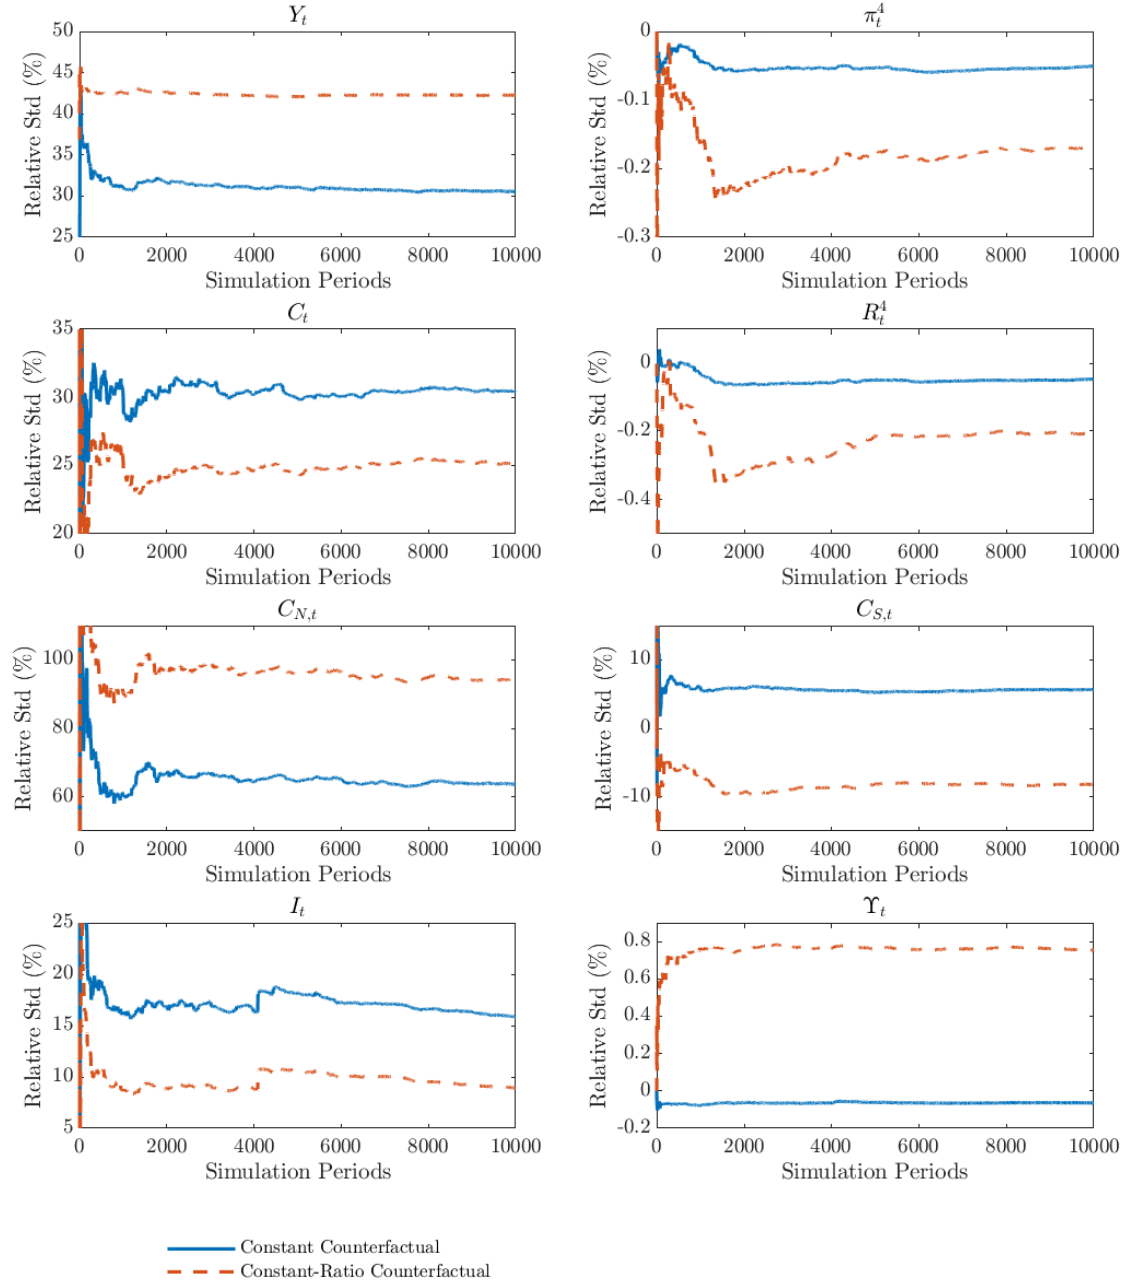 Y_t
Relative Std (%)
50
45
40
35
30
25
0 2000 4000 6000 8000 10000
Simulation Periods
π_t^4
Relative Std (%)
0
-0.1
-0.2
-0.3
0 2000 4000 6000 8000 10000
Simulation Periods
C_t
Relative Std (%)
35
30
25
20
0 2000 4000 6000 8000 10000
Simulation Periods
R_t^4
Relative Std (%)
0
-0.2
-0.4
0 2000 4000 6000 8000 10000
Simulation Periods
C_{N,t}
Relative Std (%)
100
80
60
0 2000 4000 6000 8000 10000
Simulation Periods
C_{S,t}
Relative Std (%)
10
0
-10
0 2000 4000 6000 8000 10000
Simulation Periods
I_t
Relative Std (%)
25
20
15
10
5
0 2000 4000 6000 8000 10000
Simulation Periods
Υ_t
Relative Std (%)
0.8
0.6
0.4
0.2
0
-0.2
0 2000 4000 6000 8000 10000
Simulation Periods
Constant Counterfactual
Constant-Ratio Counterfactual